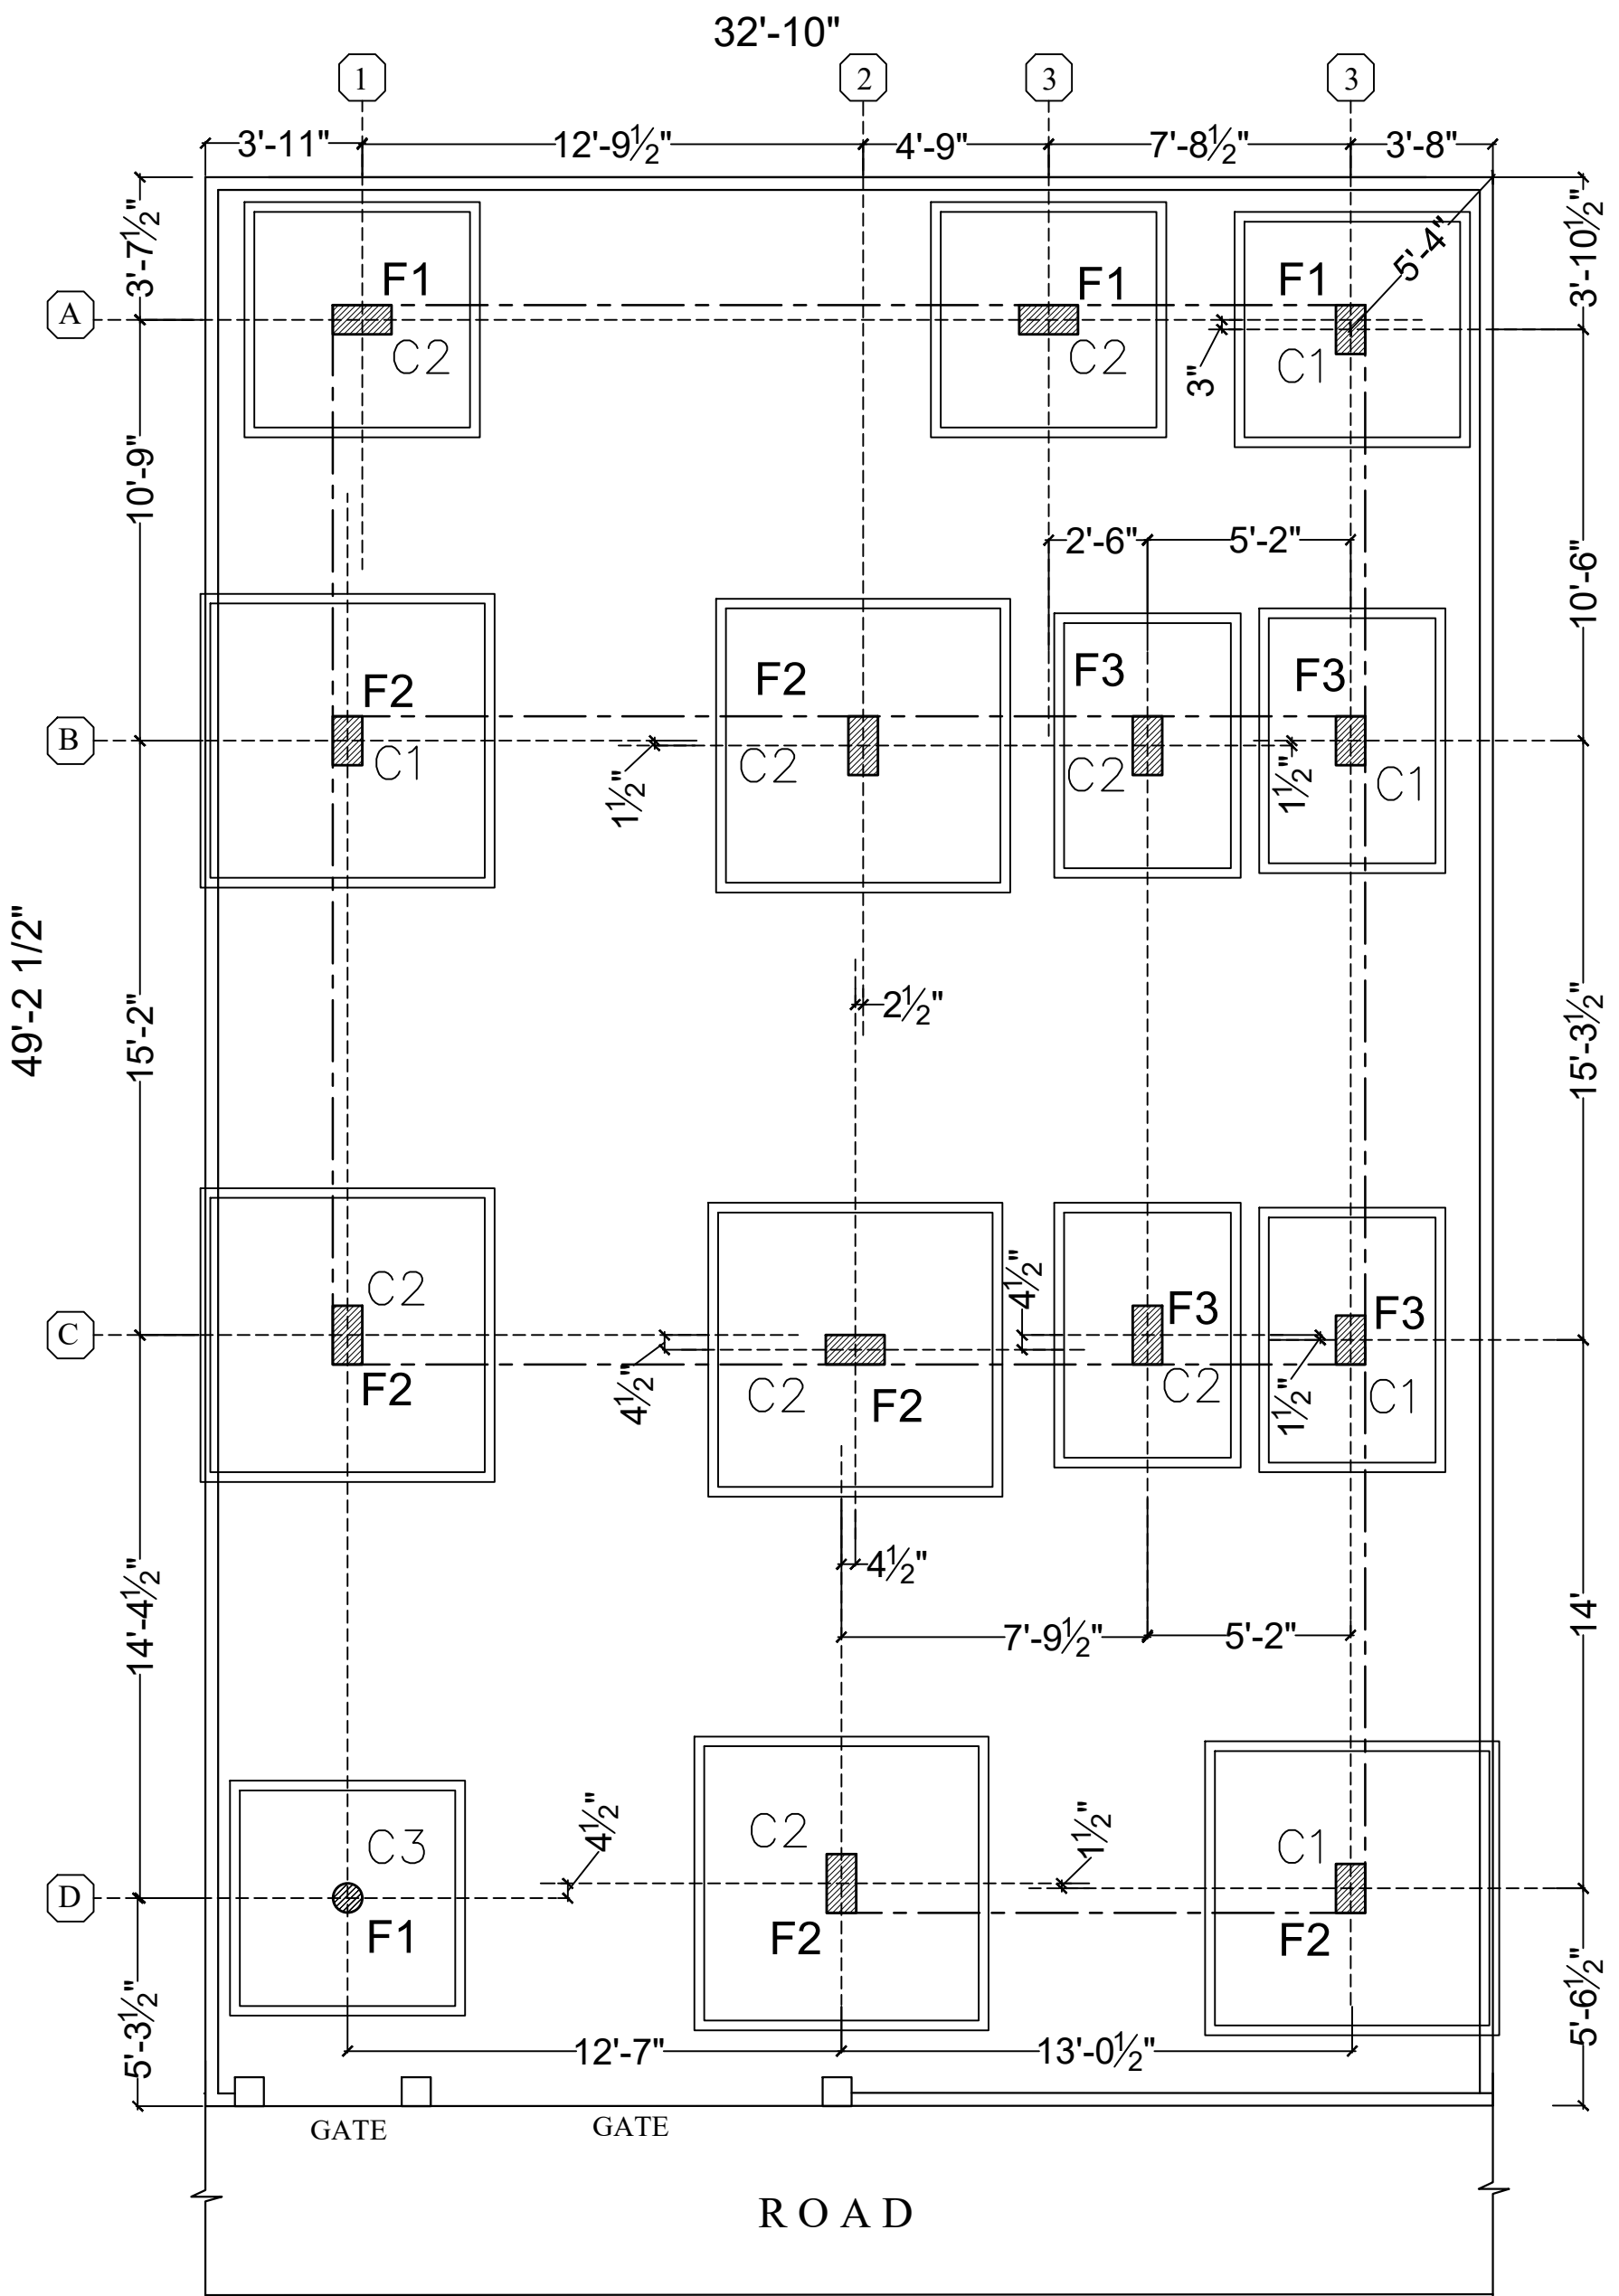 32'-10"
1 2 3 3
3'-11" 12'-9½" 4'-9" 7'-8½" 3'-8"
3'-7½" 3'-10½"
5'-4"
F1 F1 F1
A
C2 C2 C1
3"
10'-9" 10'-6"
2'-6" 5'-2"
F2 F2 F3 F3
B
C1 C2 C2 C1
1½" 1½"
49'-2 1/2"
2½"
15'-2" 15'-3½"
C2 4½"
C
F3 F3
F2 4½" C2 F2 C2 1½" C1
4½"
14'-4½" 14'
7'-9½" 5'-2"
4½" 1½"
C3 C2 C1
D
F1 F2 F2
5'-3½" 5'-6½"
12'-7" 13'-0½"
GATE GATE
ROAD